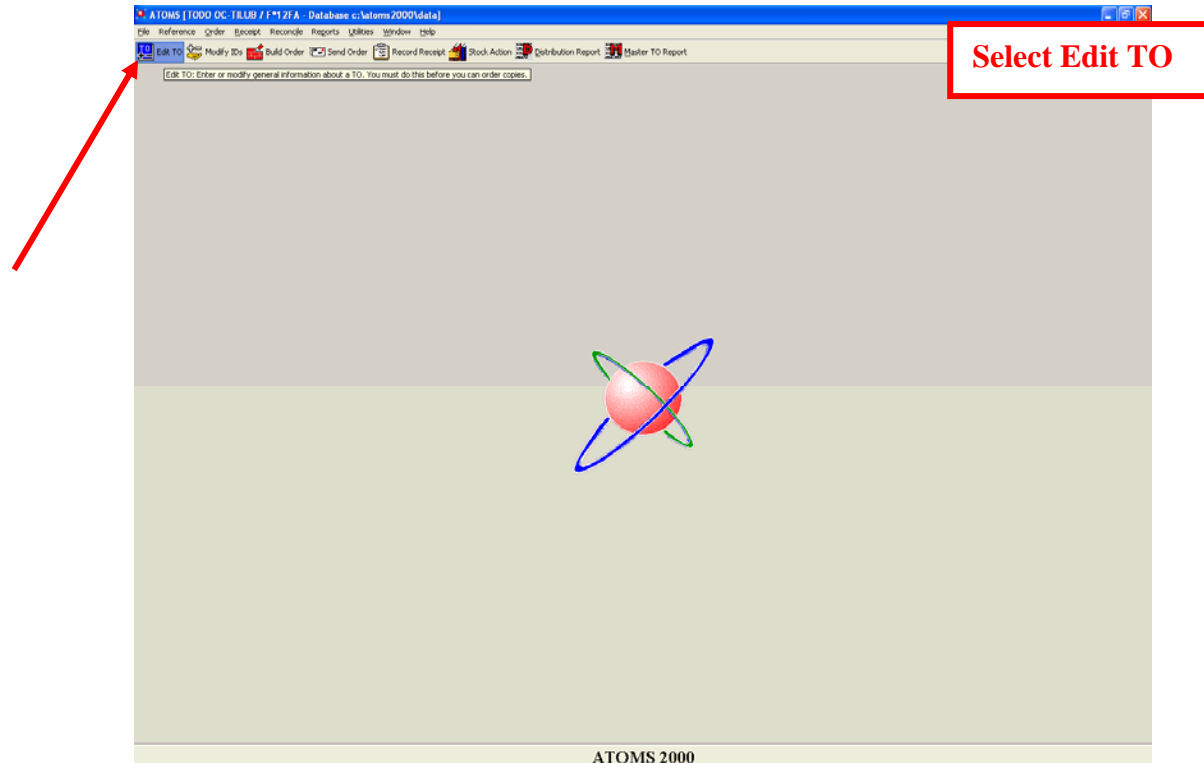 ATOMS [TODO OC-TILUB / F*12FA - Database c:\atoms2000\data]
File Reference Order Receipt Reconcile Reports Utilities Window Help
Edit TO Modify IDs Build Order Send Order Record Receipt Stock Action Distribution Report Master TO Report
Select Edit TO
Edit TO: Enter or modify general information about a TO. You must do this before you can order copies.
ATOMS 2000